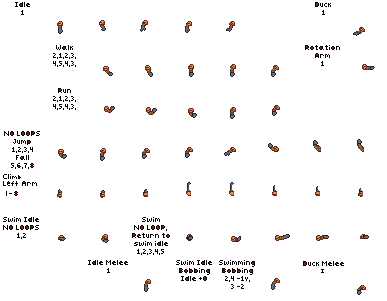 Idle
1
Duck
1
Walk
2,1,2,3,
4,5,4,3,
Rotation
Arm
1
Run
2,1,2,3,
4,5,4,3,
NO LOOPS
Jump
1,2,3,4
Fall
5,6,7,8
Climb
Left Arm
1-8
Swim Idle
NO LOOPS
1,2
Swim
NO LOOP,
Return to
swim idle
1,2,3,4,5
Swim Idle
Bobbing
Idle +0
Swimming
Bobbing
2,4 -1v,
3 -2
Idle Melee
1
Duck Melee